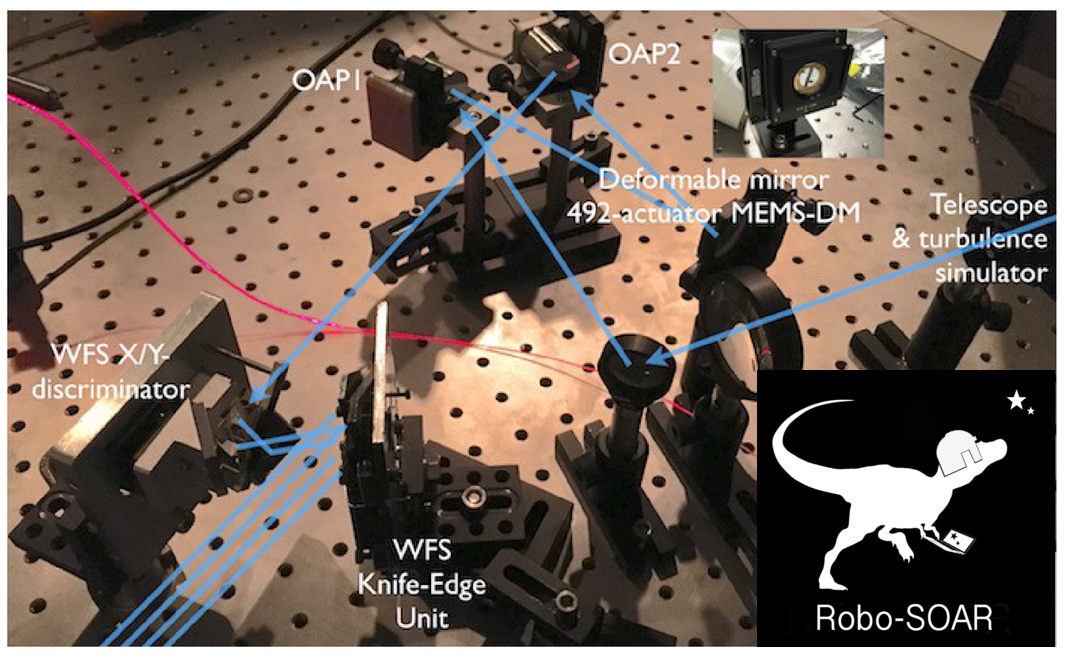 OAP1
OAP2
Deformable mirror
492-actuator MEMS-DM
Telescope
& turbulence
simulator
WFS X/Y-
discriminator
WFS
Knife-Edge
Unit
Robo-SOAR